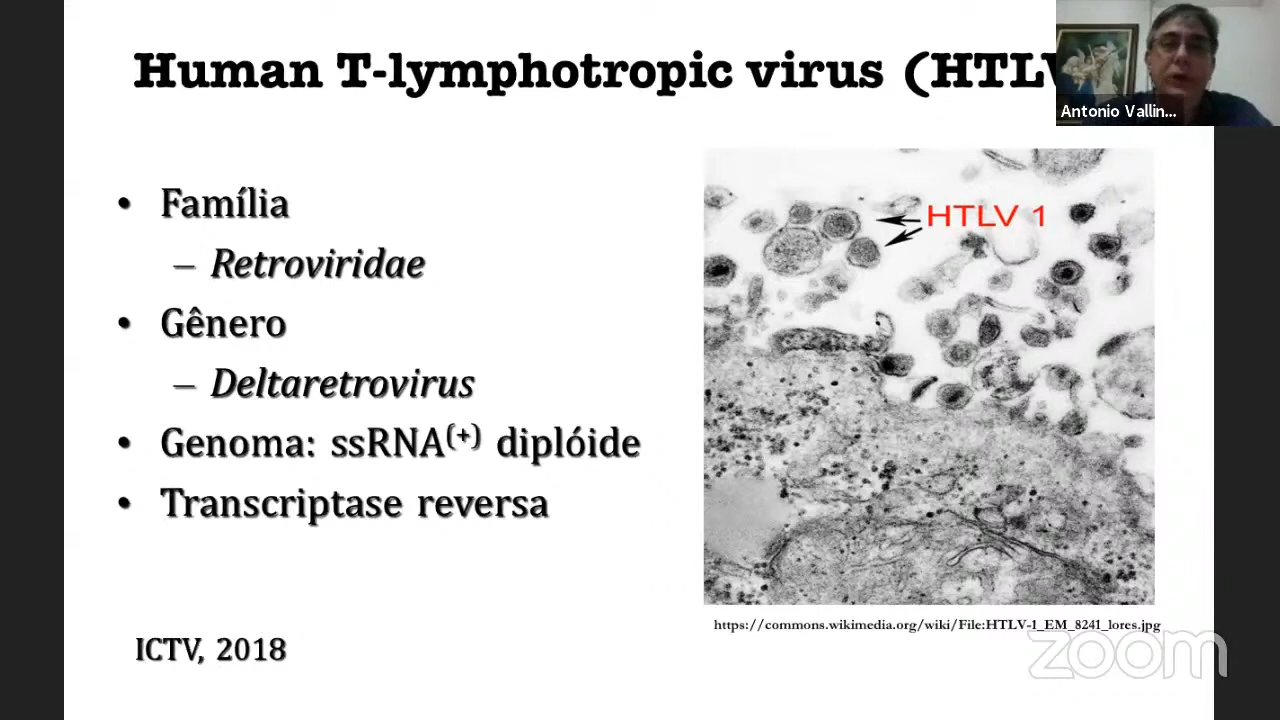 Human T-lymphotropic virus (HTLV
Antonio Vallin...
• Família
– Retroviridae
• Gênero
– Deltaretrovirus
• Genoma: ssRNA(+) diplóide
• Transcriptase reversa
ICTV, 2018
HTLV 1
https://commons.wikimedia.org/wiki/File:HTLV-1_EM_8241_lores.jpg
zoom